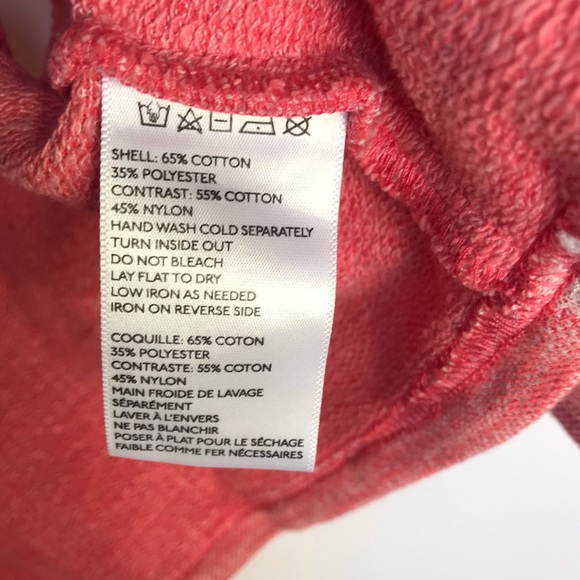 SHELL: 65% COTTON
35% POLYESTER
CONTRAST: 55% COTTON
45% NYLON
HAND WASH COLD SEPARATELY
TURN INSIDE OUT
DO NOT BLEACH
LAY FLAT TO DRY
LOW IRON AS NEEDED
IRON ON REVERSE SIDE
COQUILLE: 65% COTON
35% POLYESTER
CONTRASTE: 55% COTON
45% NYLON
MAIN FROIDE DE LAVAGE
SÉPARÉMENT
LAVER À L'ENVERS
NE PAS BLANCHIR
POSER À PLAT POUR LE SÉCHAGE
FAIBLE COMME FER NÉCESSAIRES